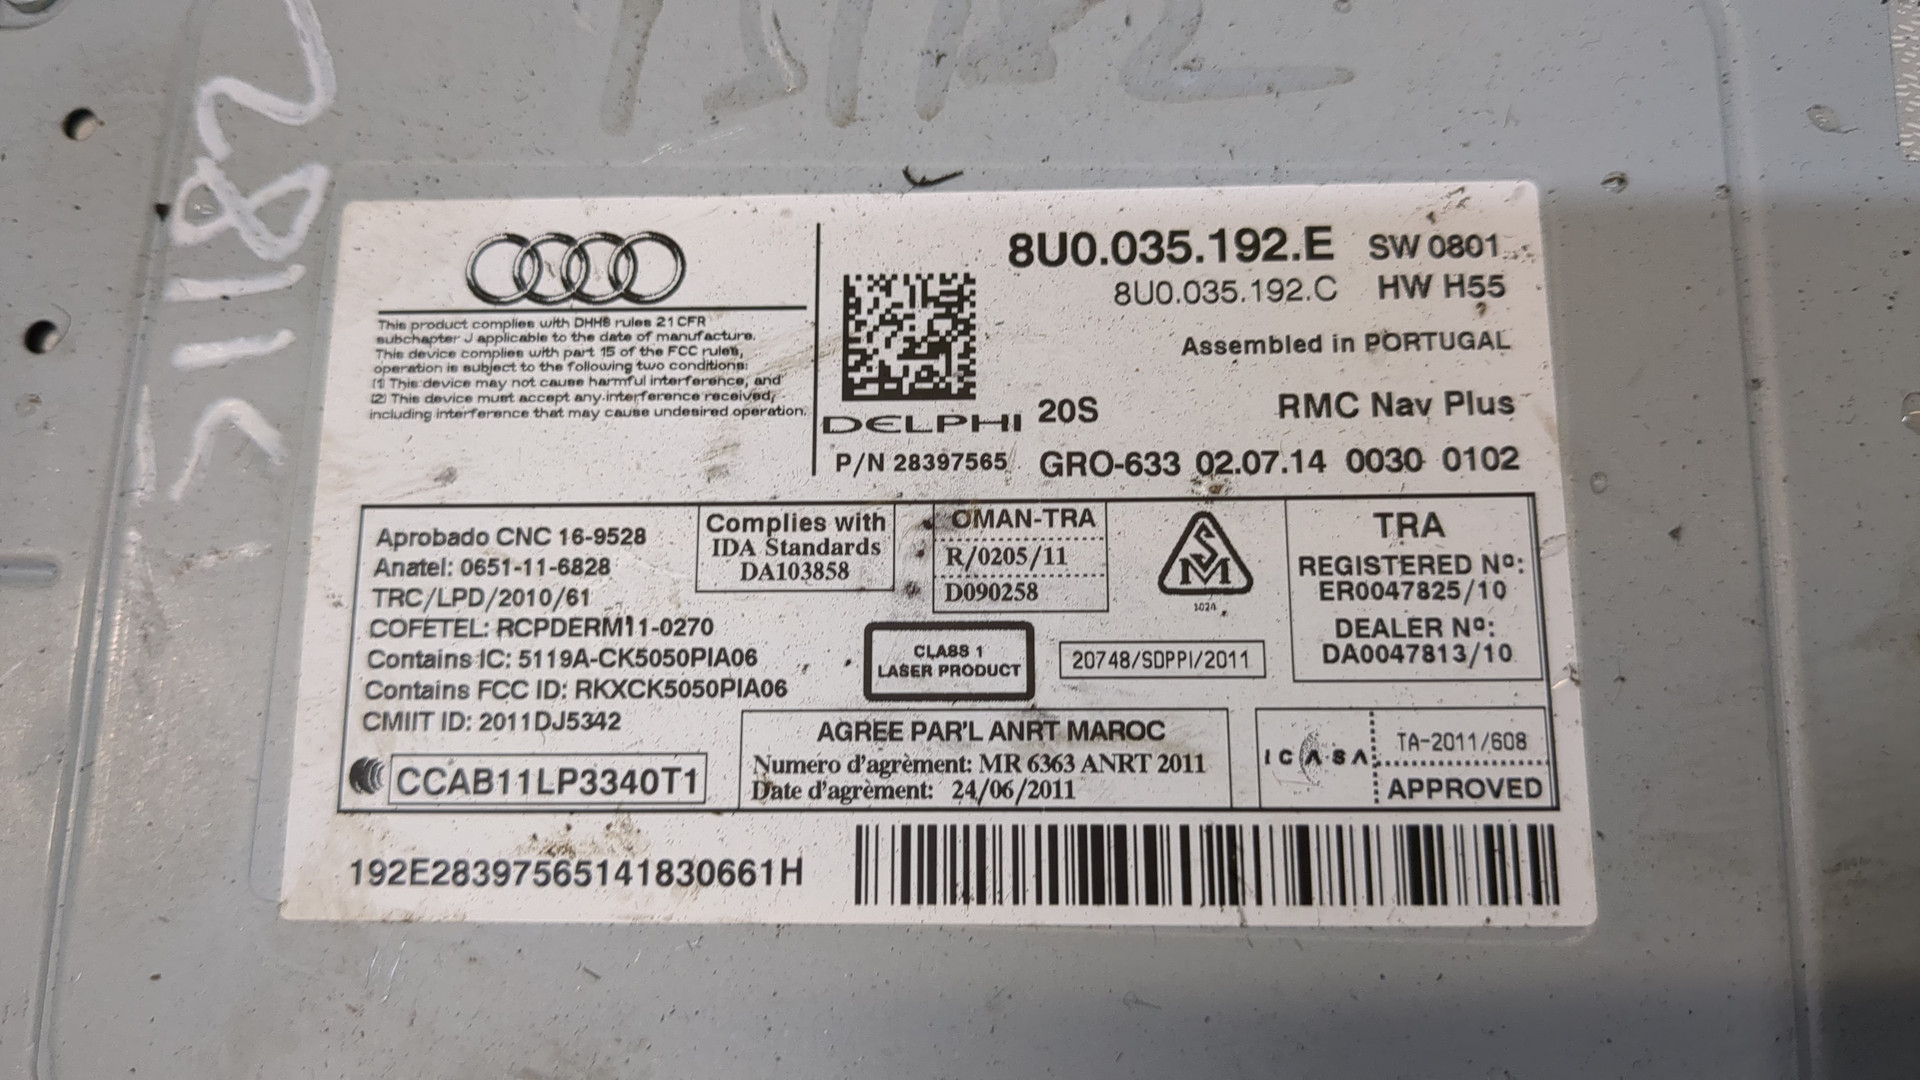 51182
8U0.035.192.E SW 0801
8U0.035.192.C HW H55
Assembled in PORTUGAL
This product complies with DHHS rules 21 CFR
subchapter J applicable to the date of manufacture.
This device complies with part 15 of the FCC rules,
operation is subject to the following two conditions:
(1) This device may not cause harmful interference, and
(2) This device must accept any interference received,
including interference that may cause undesired operation.
DELPHI 20S RMC Nav Plus
P/N 28397565 GRO-633 02.07.14 0030 0102
Aprobado CNC 16-9528
Anatel: 0651-11-6828
TRC/LPD/2010/61
COFETEL: RCPDERM11-0270
Contains IC: 5119A-CK5050PIA06
Contains FCC ID: RKXCK5050PIA06
CMIIT ID: 2011DJ5342
CCAB11LP3340T1
Complies with
IDA Standards
DA103858
OMAN-TRA
R/0205/11
D090258
SM
1024
TRA
REGISTERED Nº:
ER0047825/10
DEALER Nº:
DA0047813/10
CLASS 1
LASER PRODUCT
20748/SDPPI/2011
AGREE PAR'L ANRT MAROC
Numero d'agrèment: MR 6363 ANRT 2011
Date d'agrèment: 24/06/2011
ICASA
TA-2011/608
APPROVED
192E28397565141830661H